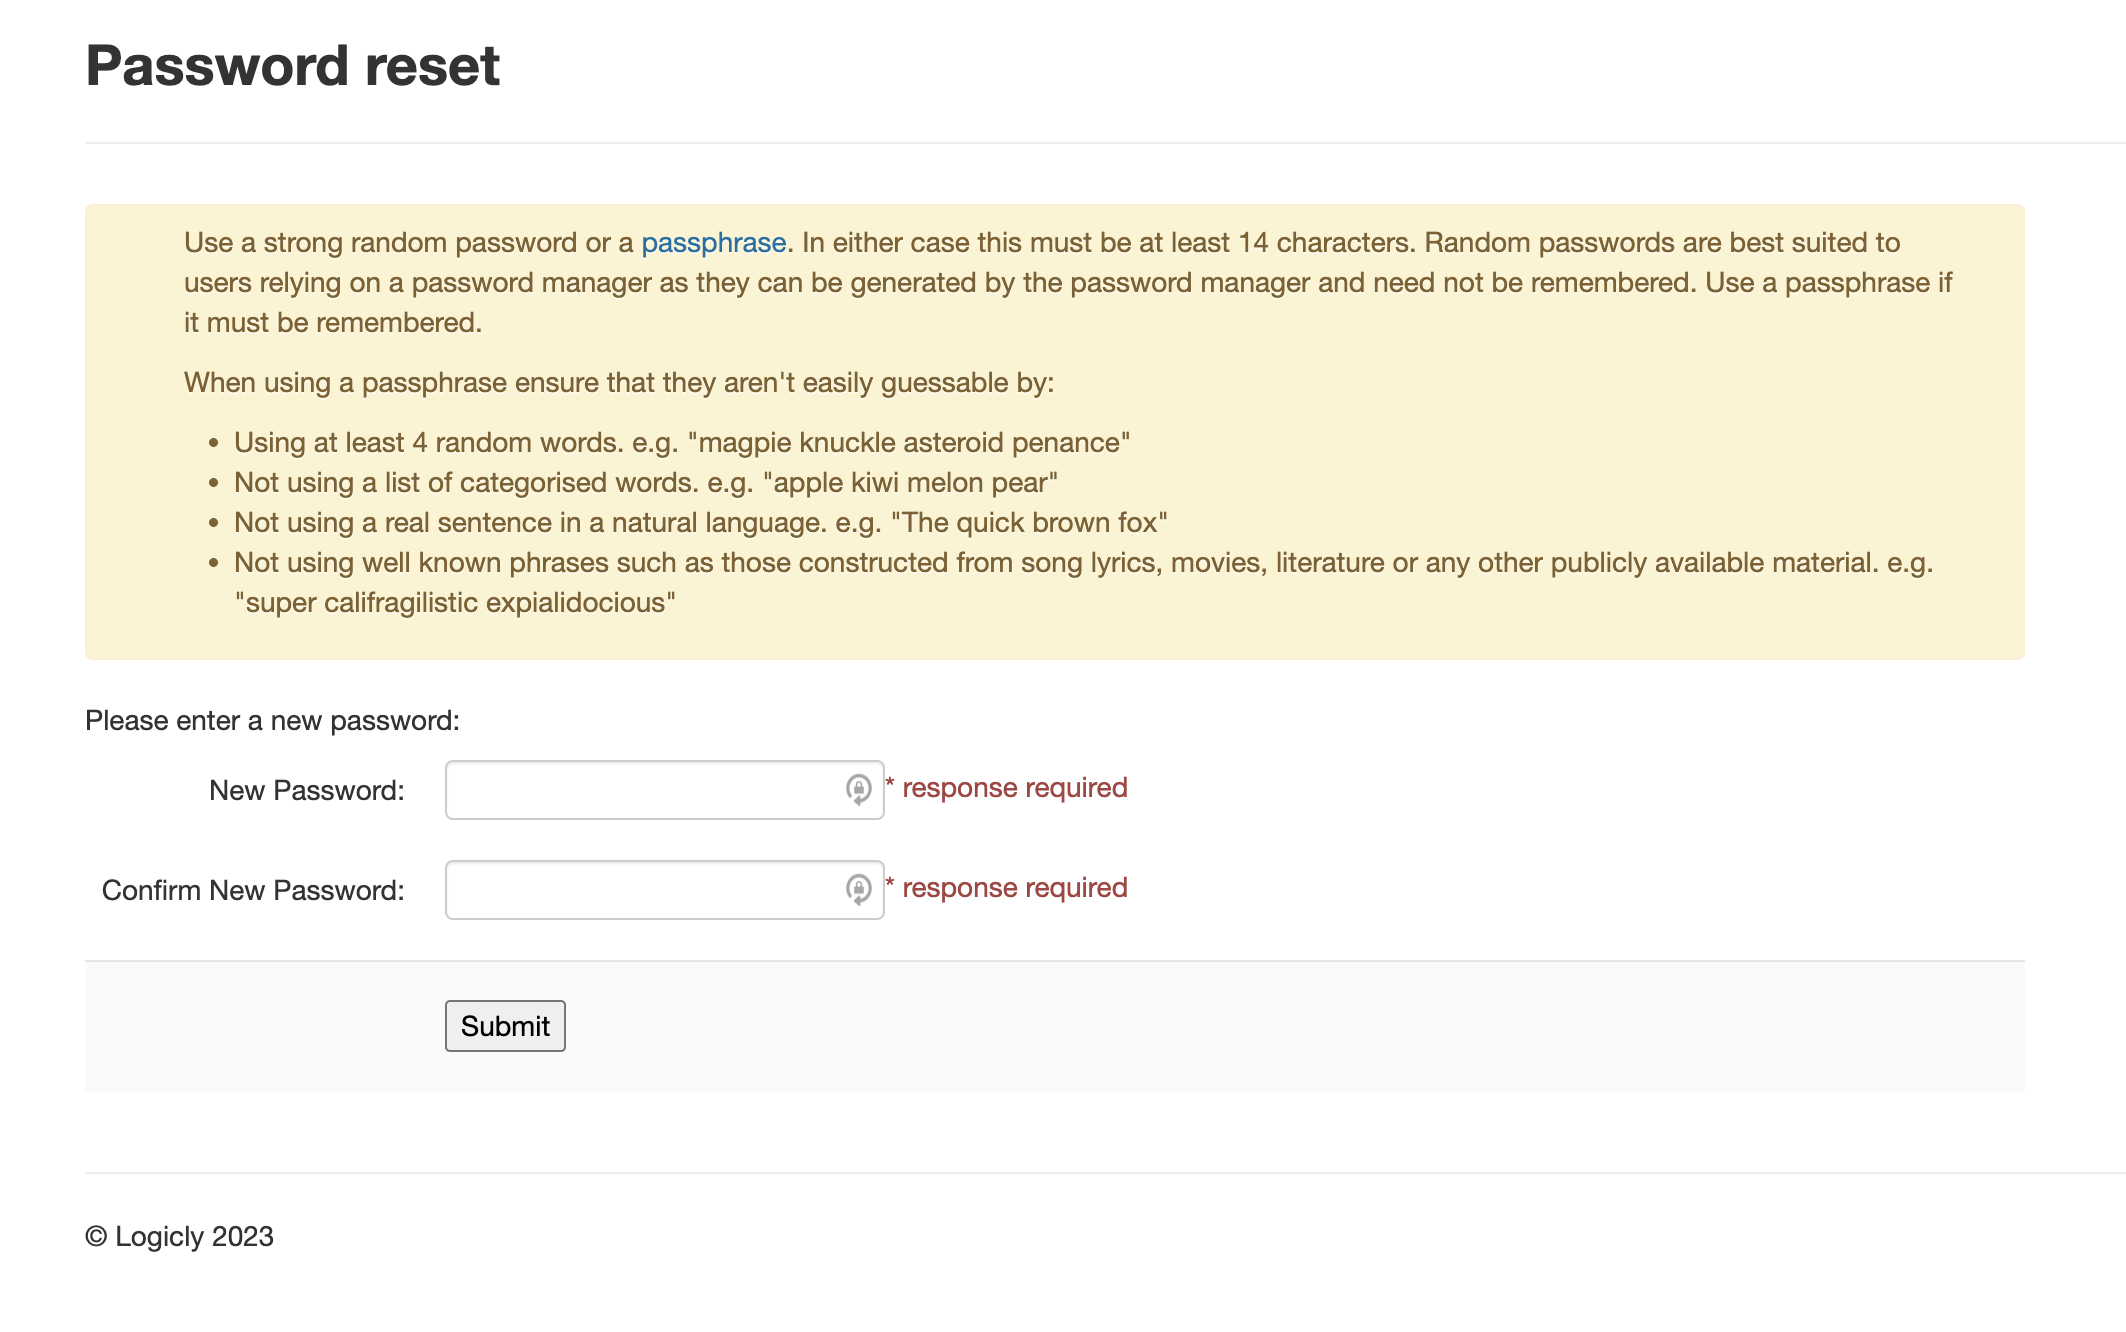 Password reset
Use a strong random password or a passphrase. In either case this must be at least 14 characters. Random passwords are best suited to
users relying on a password manager as they can be generated by the password manager and need not be remembered. Use a passphrase if
it must be remembered.
When using a passphrase ensure that they aren't easily guessable by:
• Using at least 4 random words. e.g. "magpie knuckle asteroid penance"
• Not using a list of categorised words. e.g. "apple kiwi melon pear"
• Not using a real sentence in a natural language. e.g. "The quick brown fox"
• Not using well known phrases such as those constructed from song lyrics, movies, literature or any other publicly available material. e.g.
"super califragilistic expialidocious"
Please enter a new password:
New Password: * response required
Confirm New Password: * response required
Submit
© Logicly 2023